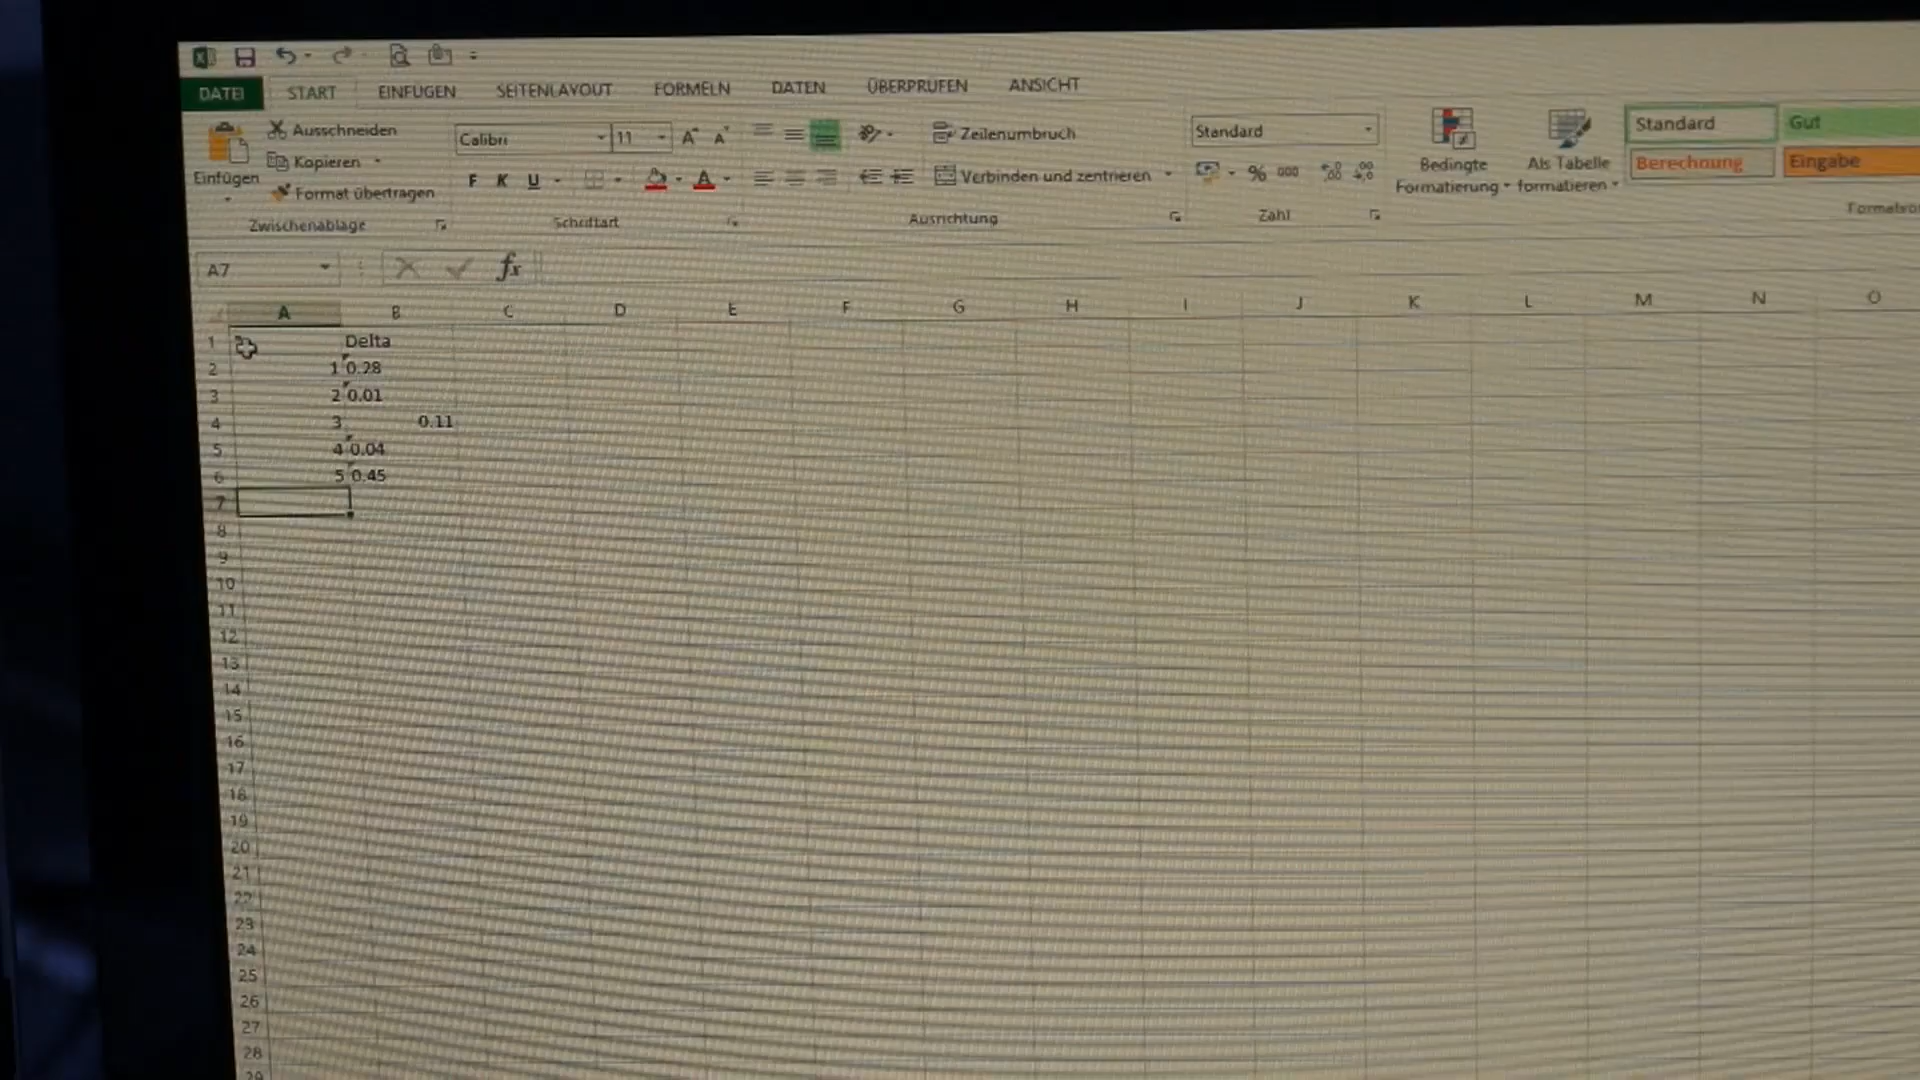 DATEI START EINFÜGEN SEITENLAYOUT FORMELN DATEN ÜBERPRÜFEN ANSICHT
Ausschneiden
Kopieren
Format übertragen
Einfügen
Zwischenablage
Calibri 11
F K U
Schriftart
Zeilenumbruch
Verbinden und zentrieren
Ausrichtung
Standard
% 000
Zahl
Bedingte
Formatierung
Als Tabelle
formatieren
Standard Gut
Berechnung Eingabe
A7 fx
A B C D E F G H I J K L M N O
1 Delta
2 1 0.28
3 2 0.01
4 3 0.11
5 4 0.04
6 5 0.45
7
8
9
10
11
12
13
14
15
16
17
18
19
20
21
22
23
24
25
26
27
28
29